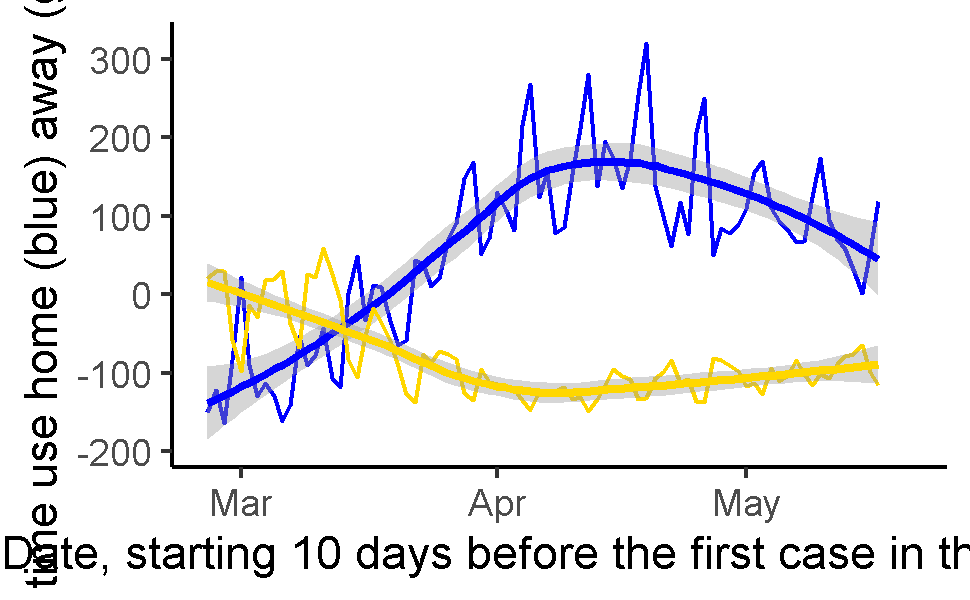 time use home (blue) away (
300
200
100
0
-100
-200
Mar Apr May
Date, starting 10 days before the first case in th